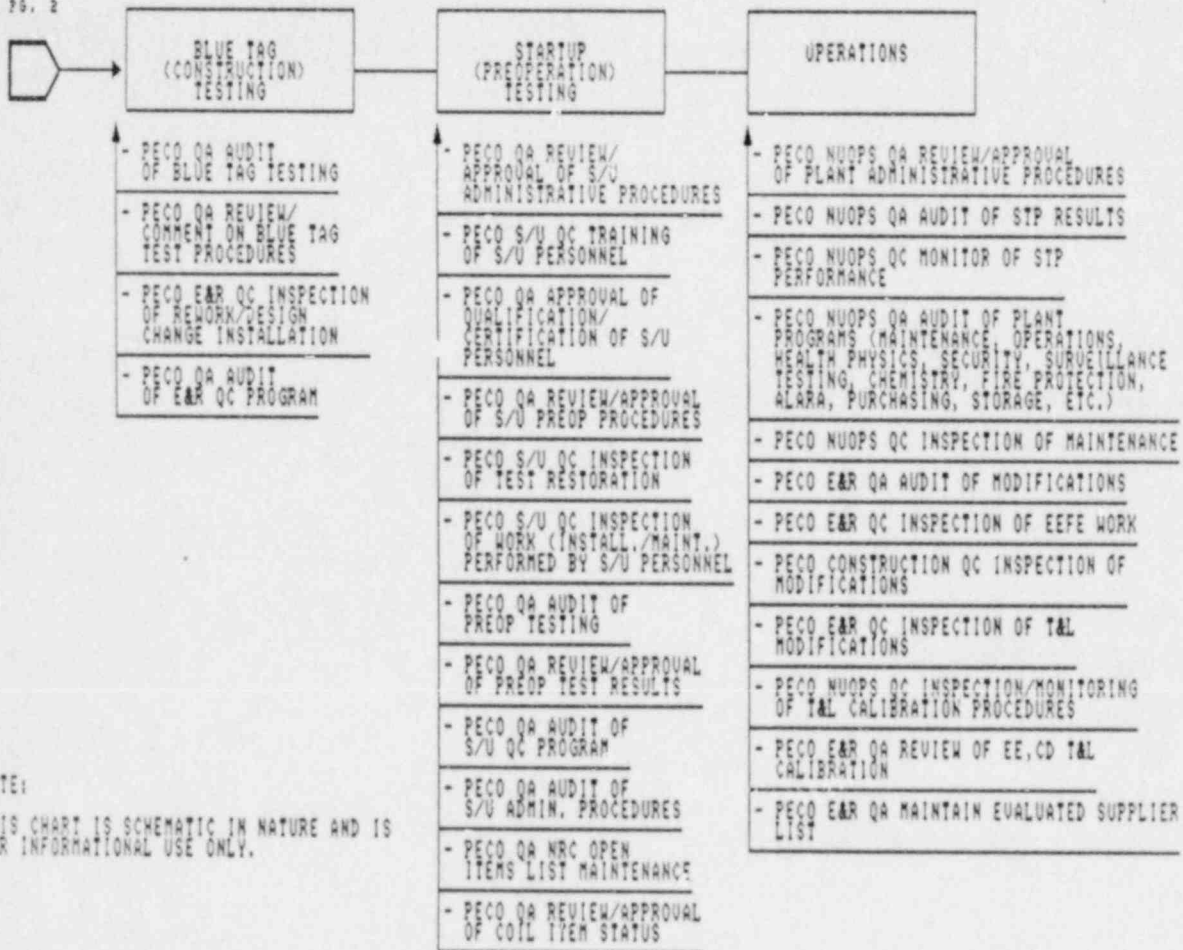 PG. 2
BLUE TAG
(CONSTRUCTION)
TESTING
STARTUP
(PREOPERATION)
TESTING
OPERATIONS
- PECO QA AUDIT
OF BLUE TAG TESTING
- PECO QA REVIEW/
COMMENT ON BLUE TAG
TEST PROCEDURES
- PECO E&R QC INSPECTION
OF REWORK/DESIGN
CHANGE INSTALLATION
- PECO QA AUDIT
OF E&R QC PROGRAM
- PECO QA REVIEW/
APPROVAL OF S/U
ADMINISTRATIVE PROCEDURES
- PECO S/U QC TRAINING
OF S/U PERSONNEL
- PECO QA APPROVAL OF
QUALIFICATION/
CERTIFICATION OF S/U
PERSONNEL
- PECO QA REVIEW/APPROVAL
OF S/U PREOP PROCEDURES
- PECO S/U QC INSPECTION
OF TEST RESTORATION
- PECO S/U QC INSPECTION
OF WORK (INSTALL./MAINT.)
PERFORMED BY S/U PERSONNEL
- PECO QA AUDIT OF
PREOP TESTING
- PECO QA REVIEW/APPROVAL
OF PREOP TEST RESULTS
- PECO QA AUDIT OF
S/U QC PROGRAM
- PECO QA AUDIT OF
S/U ADMIN. PROCEDURES
- PECO QA NRC OPEN
ITEMS LIST MAINTENANCE
- PECO QA REVIEW/APPROVAL
OF COIL ITEM STATUS
- PECO NUOPS QA REVIEW/APPROVAL
OF PLANT ADMINISTRATIVE PROCEDURES
- PECO NUOPS QA AUDIT OF STP RESULTS
- PECO NUOPS QC MONITOR OF STP
PERFORMANCE
- PECO NUOPS QA AUDIT OF PLANT
PROGRAMS (MAINTENANCE, OPERATIONS,
HEALTH PHYSICS, SECURITY, SURVEILLANCE
TESTING, CHEMISTRY, FIRE PROTECTION,
ALARA, PURCHASING, STORAGE, ETC.)
- PECO NUOPS QC INSPECTION OF MAINTENANCE
- PECO E&R QA AUDIT OF MODIFICATIONS
- PECO E&R QC INSPECTION OF EEFE WORK
- PECO CONSTRUCTION QC INSPECTION OF
MODIFICATIONS
- PECO E&R QC INSPECTION OF T&L
MODIFICATIONS
- PECO NUOPS QC INSPECTION/MONITORING
OF T&L CALIBRATION PROCEDURES
- PECO E&R QA REVIEW OF EE,CD T&L
CALIBRATION
- PECO E&R QA MAINTAIN EVALUATED SUPPLIER
LIST
TE:
IS CHART IS SCHEMATIC IN NATURE AND IS
R INFORMATIONAL USE ONLY.